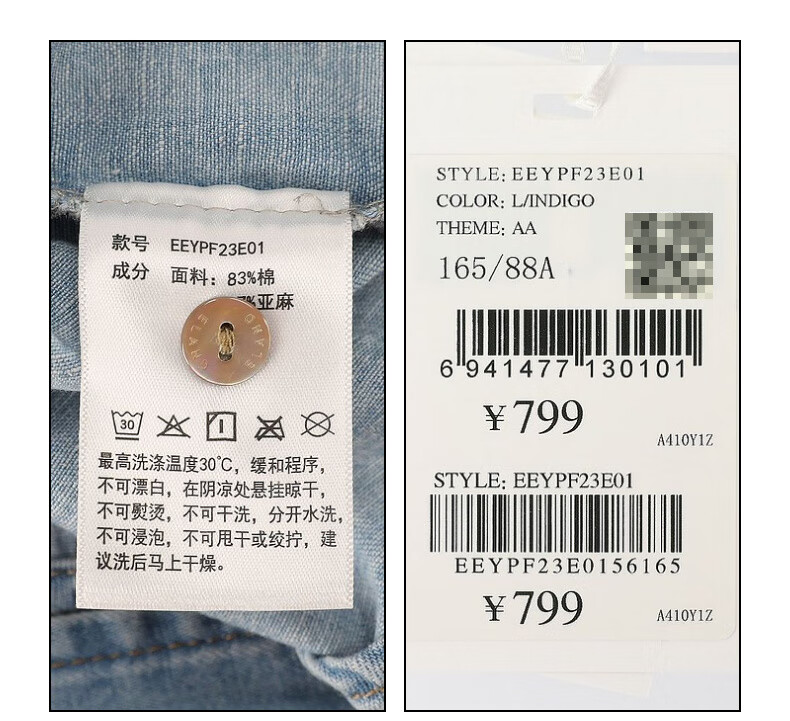 款号 EEYPF23E01
成分 面料：83%棉
7%亚麻
30
最高洗涤温度30℃，缓和程序，
不可漂白，在阴凉处悬挂晾干，
不可熨烫，不可干洗，分开水洗，
不可浸泡，不可甩干或绞拧，建
议洗后马上干燥。
STYLE: EEYPF23E01
COLOR: L/INDIGO
THEME: AA
165/88A
6 941477 130101
¥799
A410Y1Z
STYLE: EEYPF23E01
EEYPF23E0156165
¥799
A410Y1Z